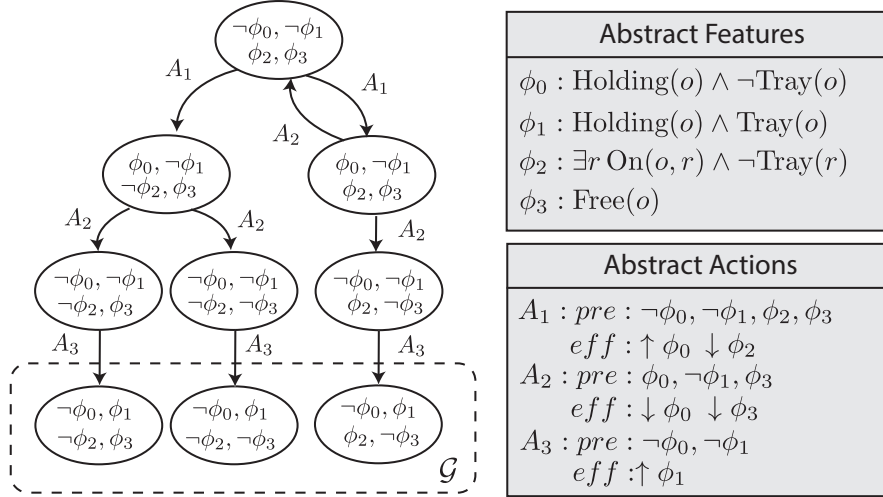 ¬ϕ₀, ¬ϕ₁
ϕ₂, ϕ₃
A₁
A₁
A₂
ϕ₀, ¬ϕ₁
¬ϕ₂, ϕ₃
ϕ₀, ¬ϕ₁
ϕ₂, ϕ₃
A₂
A₂
A₂
¬ϕ₀, ¬ϕ₁
¬ϕ₂, ϕ₃
¬ϕ₀, ¬ϕ₁
¬ϕ₂, ¬ϕ₃
¬ϕ₀, ¬ϕ₁
ϕ₂, ¬ϕ₃
A₃
A₃
A₃
¬ϕ₀, ϕ₁
¬ϕ₂, ϕ₃
¬ϕ₀, ϕ₁
¬ϕ₂, ¬ϕ₃
¬ϕ₀, ϕ₁
ϕ₂, ¬ϕ₃
𝒢
Abstract Features
ϕ₀ : Holding(o) ∧ ¬Tray(o)
ϕ₁ : Holding(o) ∧ Tray(o)
ϕ₂ : ∃r On(o, r) ∧ ¬Tray(r)
ϕ₃ : Free(o)
Abstract Actions
A₁ : pre : ¬ϕ₀, ¬ϕ₁, ϕ₂, ϕ₃
eff : ↑ ϕ₀ ↓ ϕ₂
A₂ : pre : ϕ₀, ¬ϕ₁, ϕ₃
eff : ↓ ϕ₀ ↓ ϕ₃
A₃ : pre : ¬ϕ₀, ¬ϕ₁
eff :↑ ϕ₁